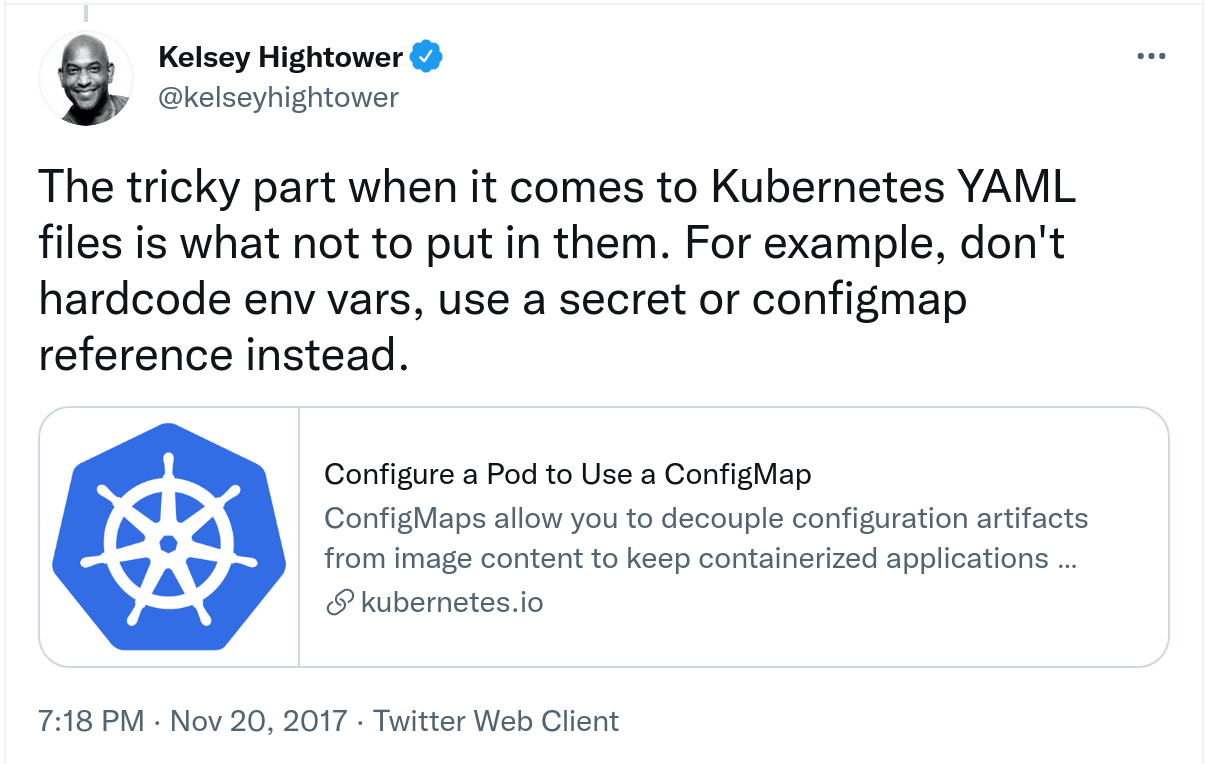 Kelsey Hightower
@kelseyhightower
The tricky part when it comes to Kubernetes YAML
files is what not to put in them. For example, don't
hardcode env vars, use a secret or configmap
reference instead.
Configure a Pod to Use a ConfigMap
ConfigMaps allow you to decouple configuration artifacts
from image content to keep containerized applications ...
kubernetes.io
7:18 PM · Nov 20, 2017 · Twitter Web Client